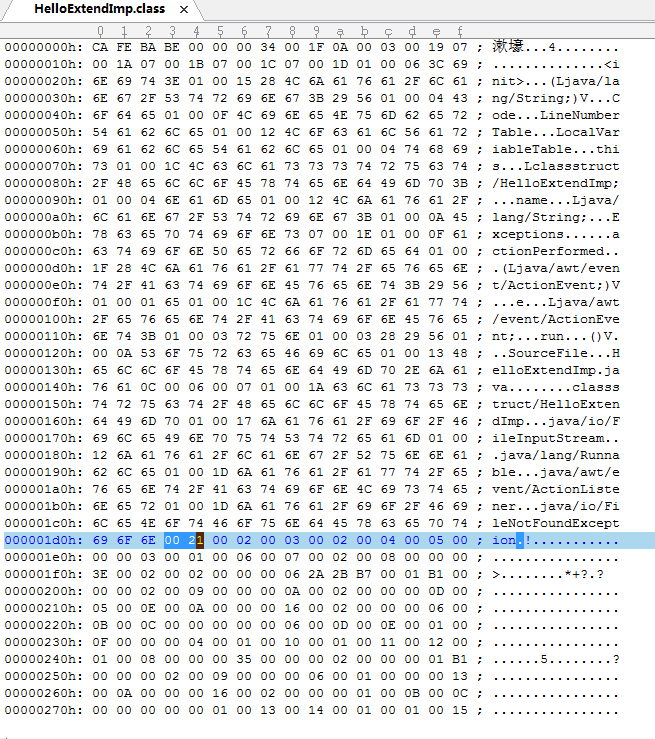 HelloExtendImp.class ×
0 1 2 3 4 5 6 7 8 9 a b c d e f
00000000h: CA FE BA BE 00 00 00 34 00 1F 0A 00 03 00 19 07 ; 漱壕...4........
00000010h: 00 1A 07 00 1B 07 00 1C 07 00 1D 01 00 06 3C 69 ; ..............<i
00000020h: 6E 69 74 3E 01 00 15 28 4C 6A 61 76 61 2F 6C 61 ; nit>...(Ljava/la
00000030h: 6E 67 2F 53 74 72 69 6E 67 3B 29 56 01 00 04 43 ; ng/String;)V...C
00000040h: 6F 64 65 01 00 0F 4C 69 6E 65 4E 75 6D 62 65 72 ; ode...LineNumber
00000050h: 54 61 62 6C 65 01 00 12 4C 6F 63 61 6C 56 61 72 ; Table...LocalVar
00000060h: 69 61 62 6C 65 54 61 62 6C 65 01 00 04 74 68 69 ; iableTable...thi
00000070h: 73 01 00 1C 4C 63 6C 61 73 73 73 74 72 75 63 74 ; s...Lclassstruct
00000080h: 2F 48 65 6C 6C 6F 45 78 74 65 6E 64 49 6D 70 3B ; /HelloExtendImp;
00000090h: 01 00 04 6E 61 6D 65 01 00 12 4C 6A 61 76 61 2F ; ...name...Ljava/
000000a0h: 6C 61 6E 67 2F 53 74 72 69 6E 67 3B 01 00 0A 45 ; lang/String;...E
000000b0h: 78 63 65 70 74 69 6F 6E 73 07 00 1E 01 00 0F 61 ; xceptions......a
000000c0h: 63 74 69 6F 6E 50 65 72 66 6F 72 6D 65 64 01 00 ; ctionPerformed..
000000d0h: 1F 28 4C 6A 61 76 61 2F 61 77 74 2F 65 76 65 6E ; .(Ljava/awt/even
000000e0h: 74 2F 41 63 74 69 6F 6E 45 76 65 6E 74 3B 29 56 ; t/ActionEvent;)V
000000f0h: 01 00 01 65 01 00 1C 4C 6A 61 76 61 2F 61 77 74 ; ...e...Ljava/awt
00000100h: 2F 65 76 65 6E 74 2F 41 63 74 69 6F 6E 45 76 65 ; /event/ActionEve
00000110h: 6E 74 3B 01 00 03 72 75 6E 01 00 03 28 29 56 01 ; nt;...run...()V.
00000120h: 00 0A 53 6F 75 72 63 65 46 69 6C 65 01 00 13 48 ; ..SourceFile...H
00000130h: 65 6C 6C 6F 45 78 74 65 6E 64 49 6D 70 2E 6A 61 ; elloExtendImp.ja
00000140h: 76 61 0C 00 06 00 07 01 00 1A 63 6C 61 73 73 73 ; va........classs
00000150h: 74 72 75 63 74 2F 48 65 6C 6C 6F 45 78 74 65 6E ; truct/HelloExten
00000160h: 64 49 6D 70 01 00 17 6A 61 76 61 2F 69 6F 2F 46 ; dImp...java/io/F
00000170h: 69 6C 65 49 6E 70 75 74 53 74 72 65 61 6D 01 00 ; ileInputStream..
00000180h: 12 6A 61 76 61 2F 6C 61 6E 67 2F 52 75 6E 6E 61 ; .java/lang/Runna
00000190h: 62 6C 65 01 00 1D 6A 61 76 61 2F 61 77 74 2F 65 ; ble...java/awt/e
000001a0h: 76 65 6E 74 2F 41 63 74 69 6F 6E 4C 69 73 74 65 ; vent/ActionListe
000001b0h: 6E 65 72 01 00 1D 6A 61 76 61 2F 69 6F 2F 46 69 ; ner...java/io/Fi
000001c0h: 6C 65 4E 6F 74 46 6F 75 6E 64 45 78 63 65 70 74 ; leNotFoundExcept
000001d0h: 69 6F 6E 00 21 00 02 00 03 00 02 00 04 00 05 00 ; ion.!...........
000001e0h: 00 00 03 00 01 00 06 00 07 00 02 00 08 00 00 00 ; ................
000001f0h: 3E 00 02 00 02 00 00 00 06 2A 2B B7 00 01 B1 00 ; >........*+?.?
00000200h: 00 00 02 00 09 00 00 00 0A 00 02 00 00 00 0D 00 ; ................
00000210h: 05 00 0E 00 0A 00 00 00 16 00 02 00 00 00 06 00 ; ................
00000220h: 0B 00 0C 00 00 00 00 00 06 00 0D 00 0E 00 01 00 ; ................
00000230h: 0F 00 00 00 04 00 01 00 10 00 01 00 11 00 12 00 ; ................
00000240h: 01 00 08 00 00 00 35 00 00 00 02 00 00 00 01 B1 ; ......5........?
00000250h: 00 00 00 02 00 09 00 00 00 06 00 01 00 00 00 13 ; ................
00000260h: 00 0A 00 00 00 16 00 02 00 00 00 01 00 0B 00 0C ; ................
00000270h: 00 00 00 00 00 01 00 13 00 14 00 01 00 01 00 15 ; ................